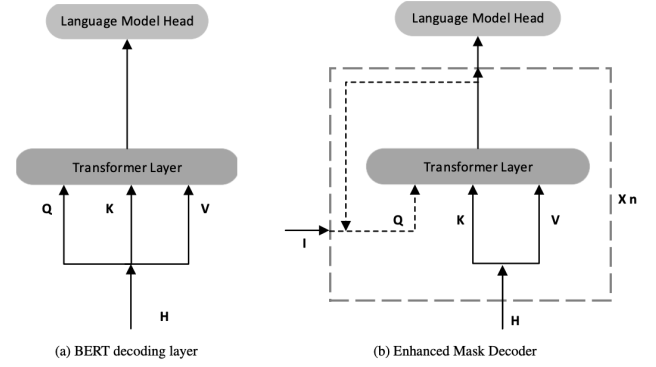 Language Model Head
Transformer Layer
Q
K
V
H
(a) BERT decoding layer
Language Model Head
Transformer Layer
Q
K
V
X n
I
H
(b) Enhanced Mask Decoder